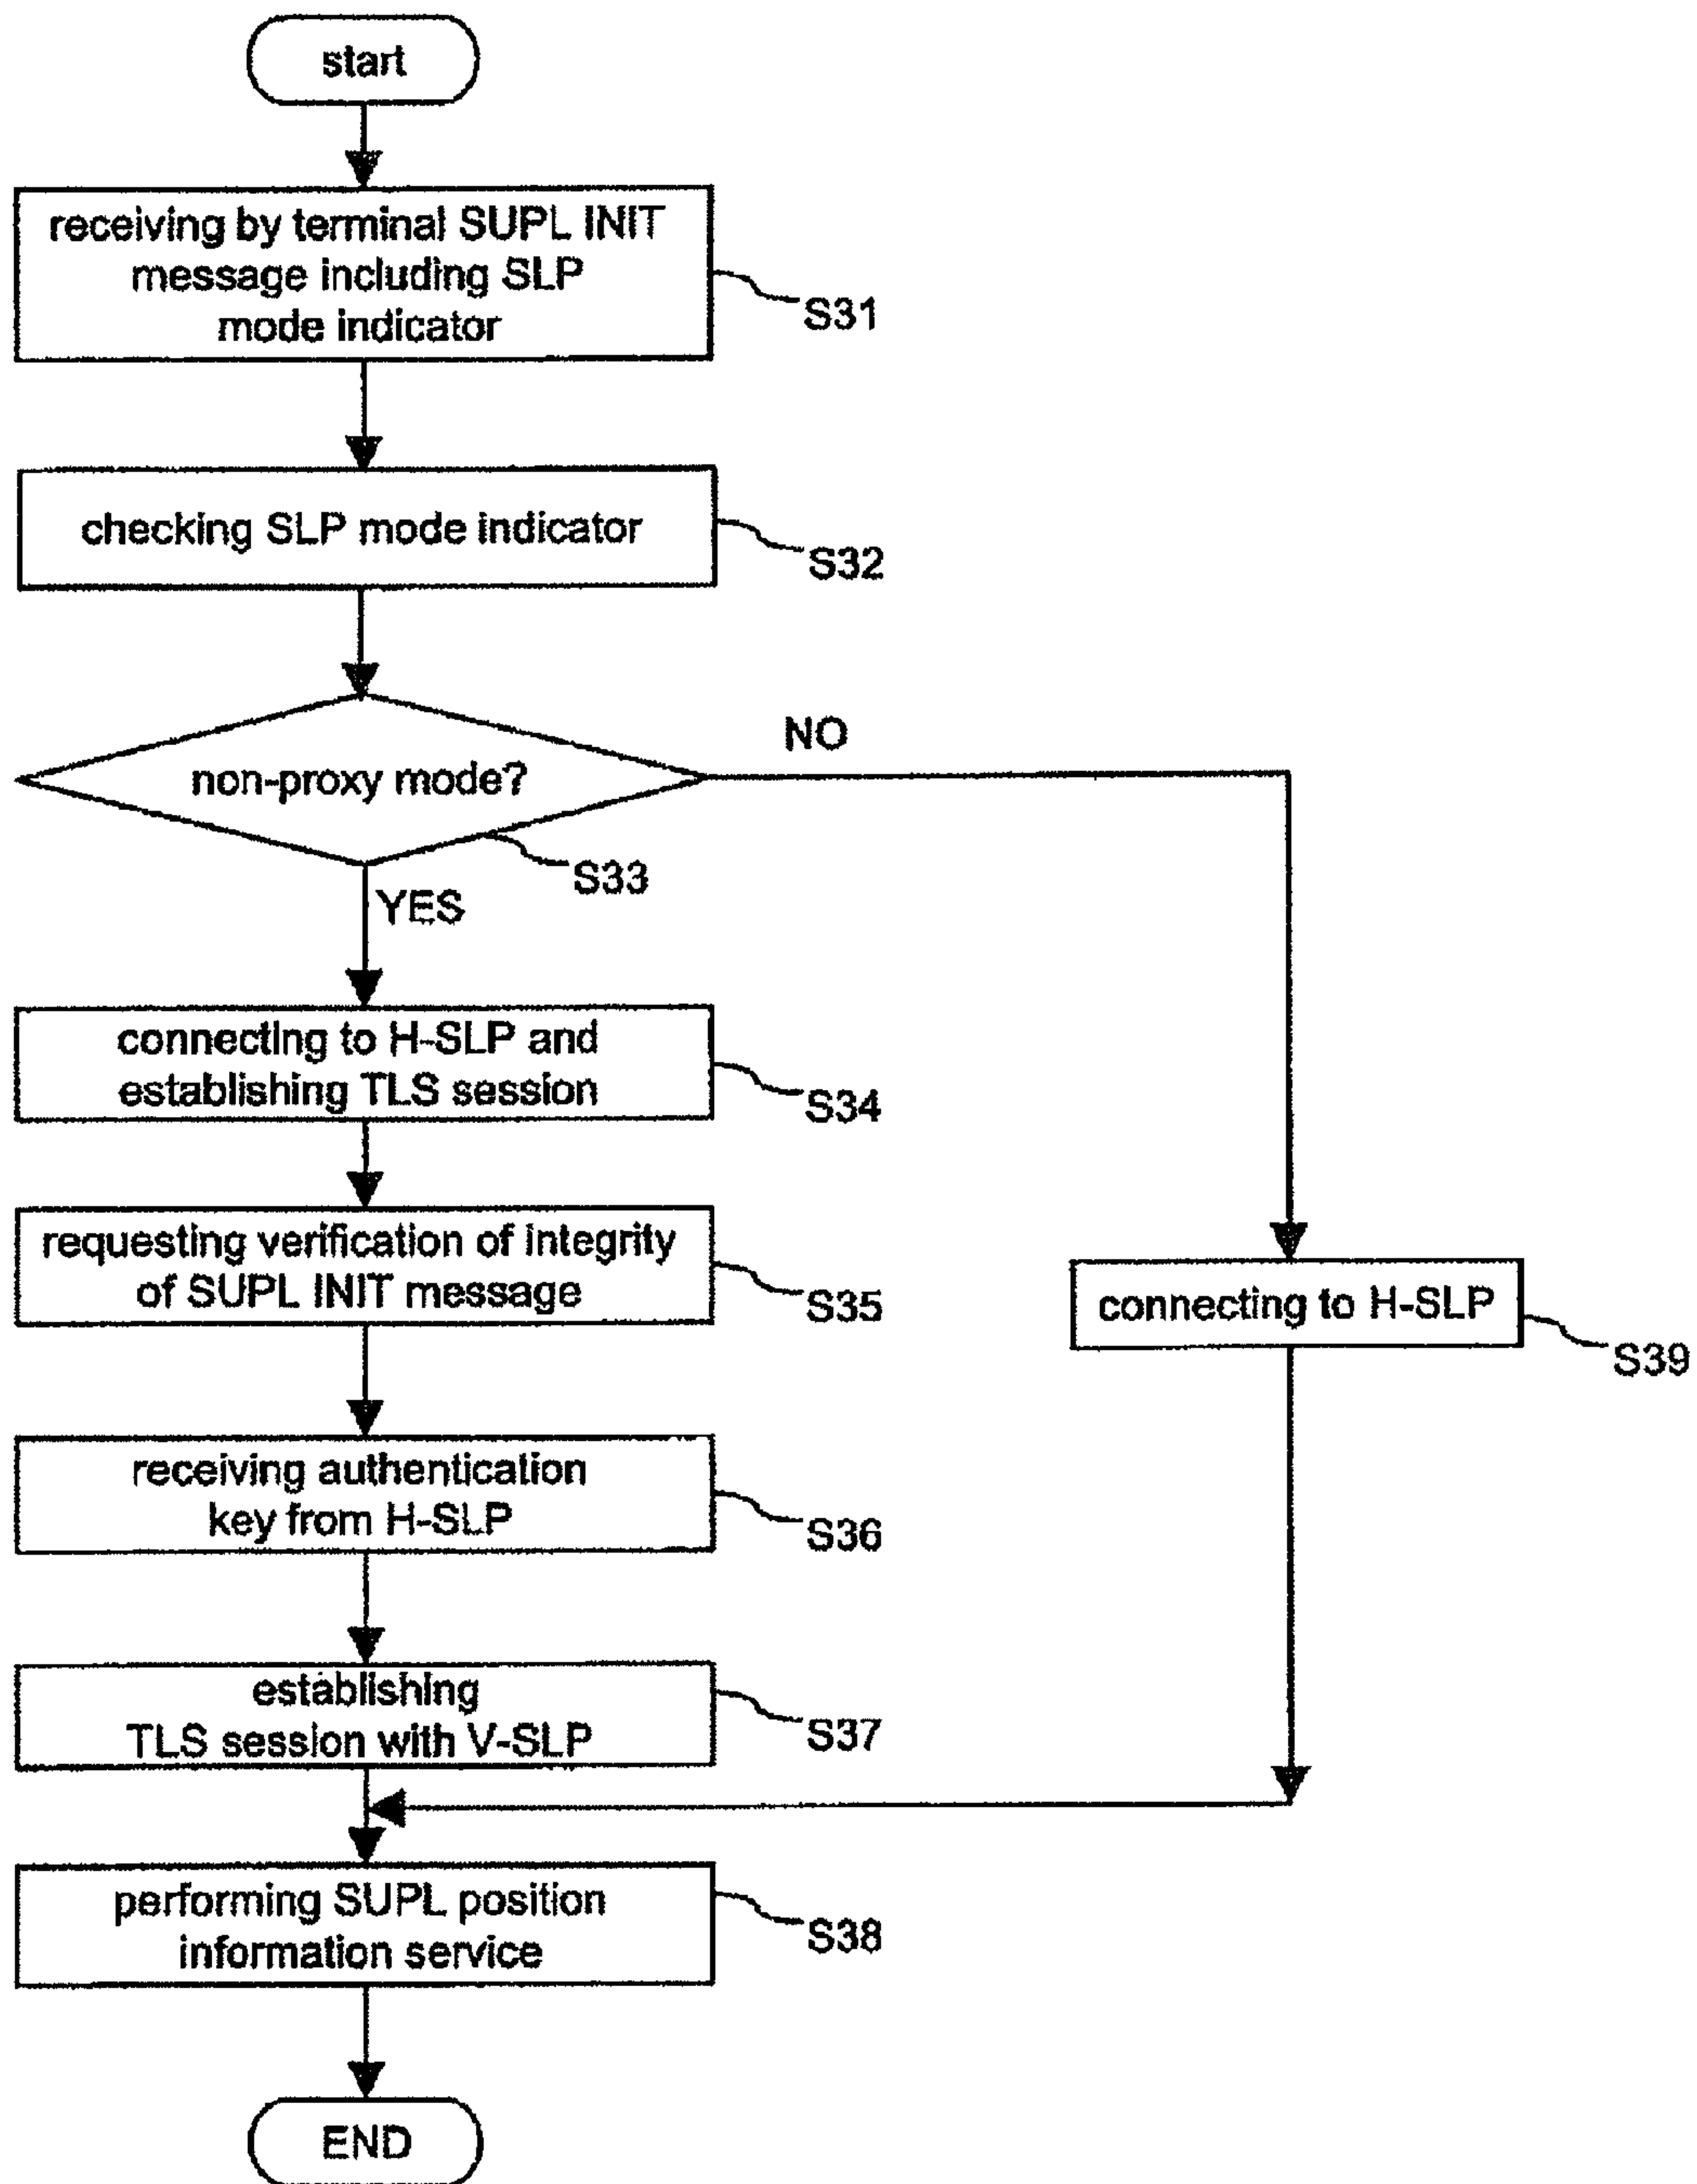 start
receiving by terminal SUPL INIT
message including SLP
mode indicator
S31
checking SLP mode indicator
S32
non-proxy mode?
NO
S33
YES
connecting to H-SLP and
establishing TLS session
S34
requesting verification of integrity
of SUPL INIT message
S35
connecting to H-SLP
S39
receiving authentication
key from H-SLP
S36
establishing
TLS session with V-SLP
S37
performing SUPL position
information service
S38
END